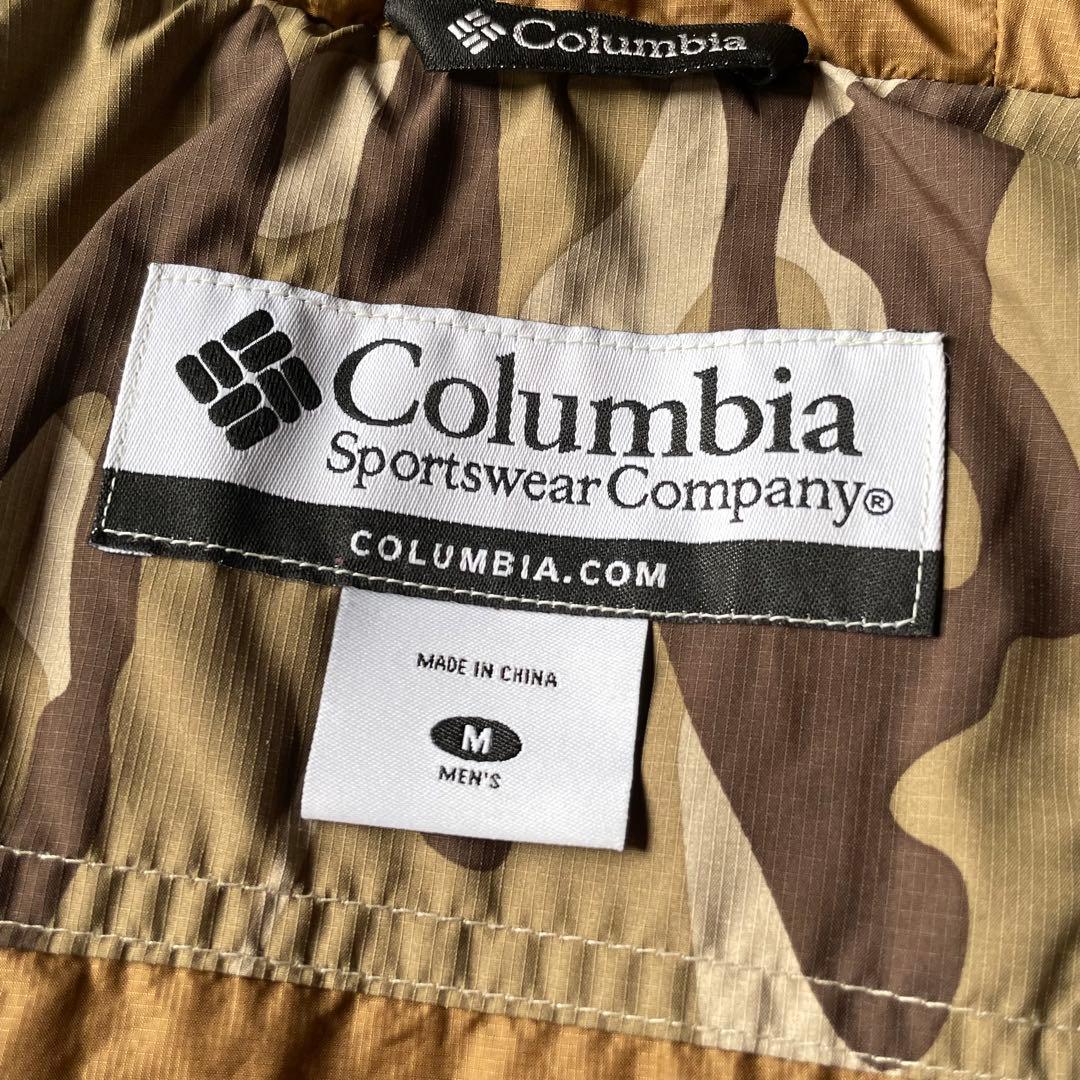 Columbia
Columbia
Sportswear Company®
COLUMBIA.COM
MADE IN CHINA
M
MEN'S